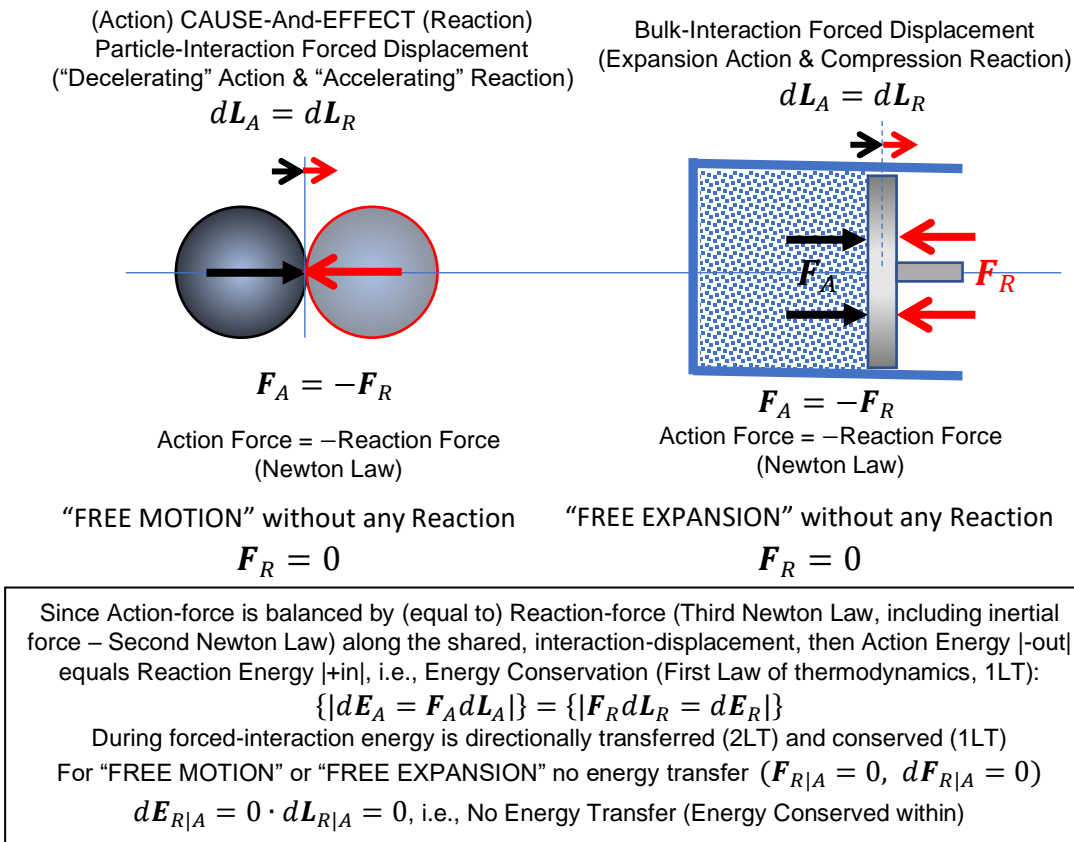 (Action) CAUSE-And-EFFECT (Reaction)
Particle-Interaction Forced Displacement
(“Decelerating” Action & “Accelerating” Reaction)
d𝑳_A = d𝑳_R
𝑭_A = −𝑭_R
Action Force = −Reaction Force
(Newton Law)
“FREE MOTION” without any Reaction
𝑭_R = 0
Bulk-Interaction Forced Displacement
(Expansion Action & Compression Reaction)
d𝑳_A = d𝑳_R
𝑭_A
𝑭_R
𝑭_A = −𝑭_R
Action Force = −Reaction Force
(Newton Law)
“FREE EXPANSION” without any Reaction
𝑭_R = 0
Since Action-force is balanced by (equal to) Reaction-force (Third Newton Law, including inertial
force – Second Newton Law) along the shared, interaction-displacement, then Action Energy |-out|
equals Reaction Energy |+in|, i.e., Energy Conservation (First Law of thermodynamics, 1LT):
{|d𝑬_A = 𝑭_A d𝑳_A|} = {|𝑭_R d𝑳_R = d𝑬_R|}
During forced-interaction energy is directionally transferred (2LT) and conserved (1LT)
For “FREE MOTION” or “FREE EXPANSION” no energy transfer (𝑭_R|A = 0, d𝑭_R|A = 0)
d𝑬_R|A = 0 · d𝑳_R|A = 0, i.e., No Energy Transfer (Energy Conserved within)